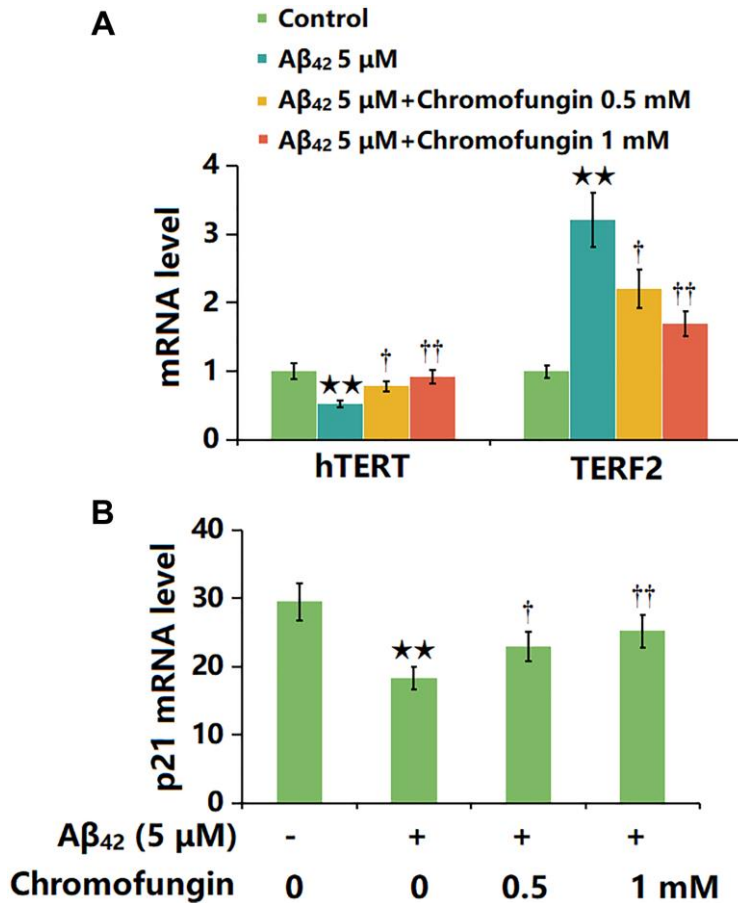 A
Control
Aβ₄₂ 5 μM
Aβ₄₂ 5 μM+Chromofungin 0.5 mM
Aβ₄₂ 5 μM+Chromofungin 1 mM
mRNA level
4
3
2
1
0
★★
†
††
★★
†
††
hTERT TERF2
B
p21 mRNA level
40
30
20
10
0
★★
†
††
Aβ₄₂ (5 μM) - + + +
Chromofungin 0 0 0.5 1 mM